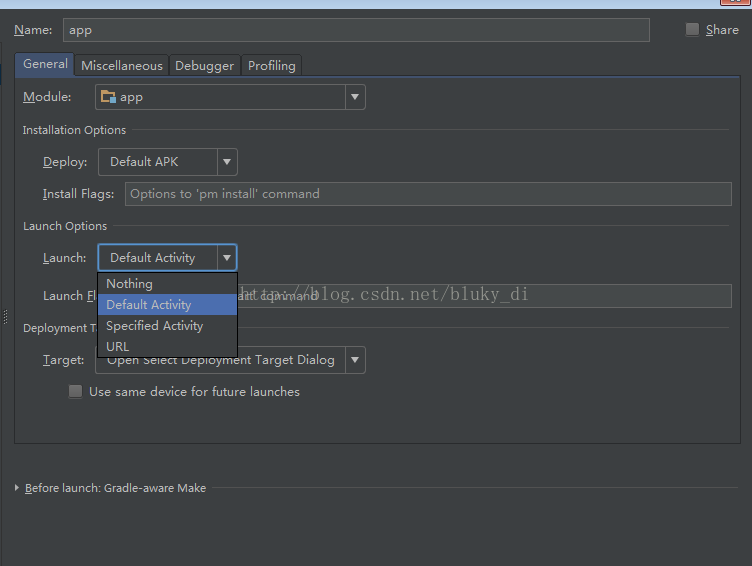 Name: app Share
General Miscellaneous Debugger Profiling
Module: app
Installation Options
Deploy: Default APK
Install Flags: Options to 'pm install' command
Launch Options
Launch: Default Activity
Nothing
Launch Fl http://blog.csdn.net/bluky_di
Default Activity art' command
Specified Activity
Deployment Ta
URL
Target: Open Select Deployment Target Dialog
Use same device for future launches
Before launch: Gradle-aware Make